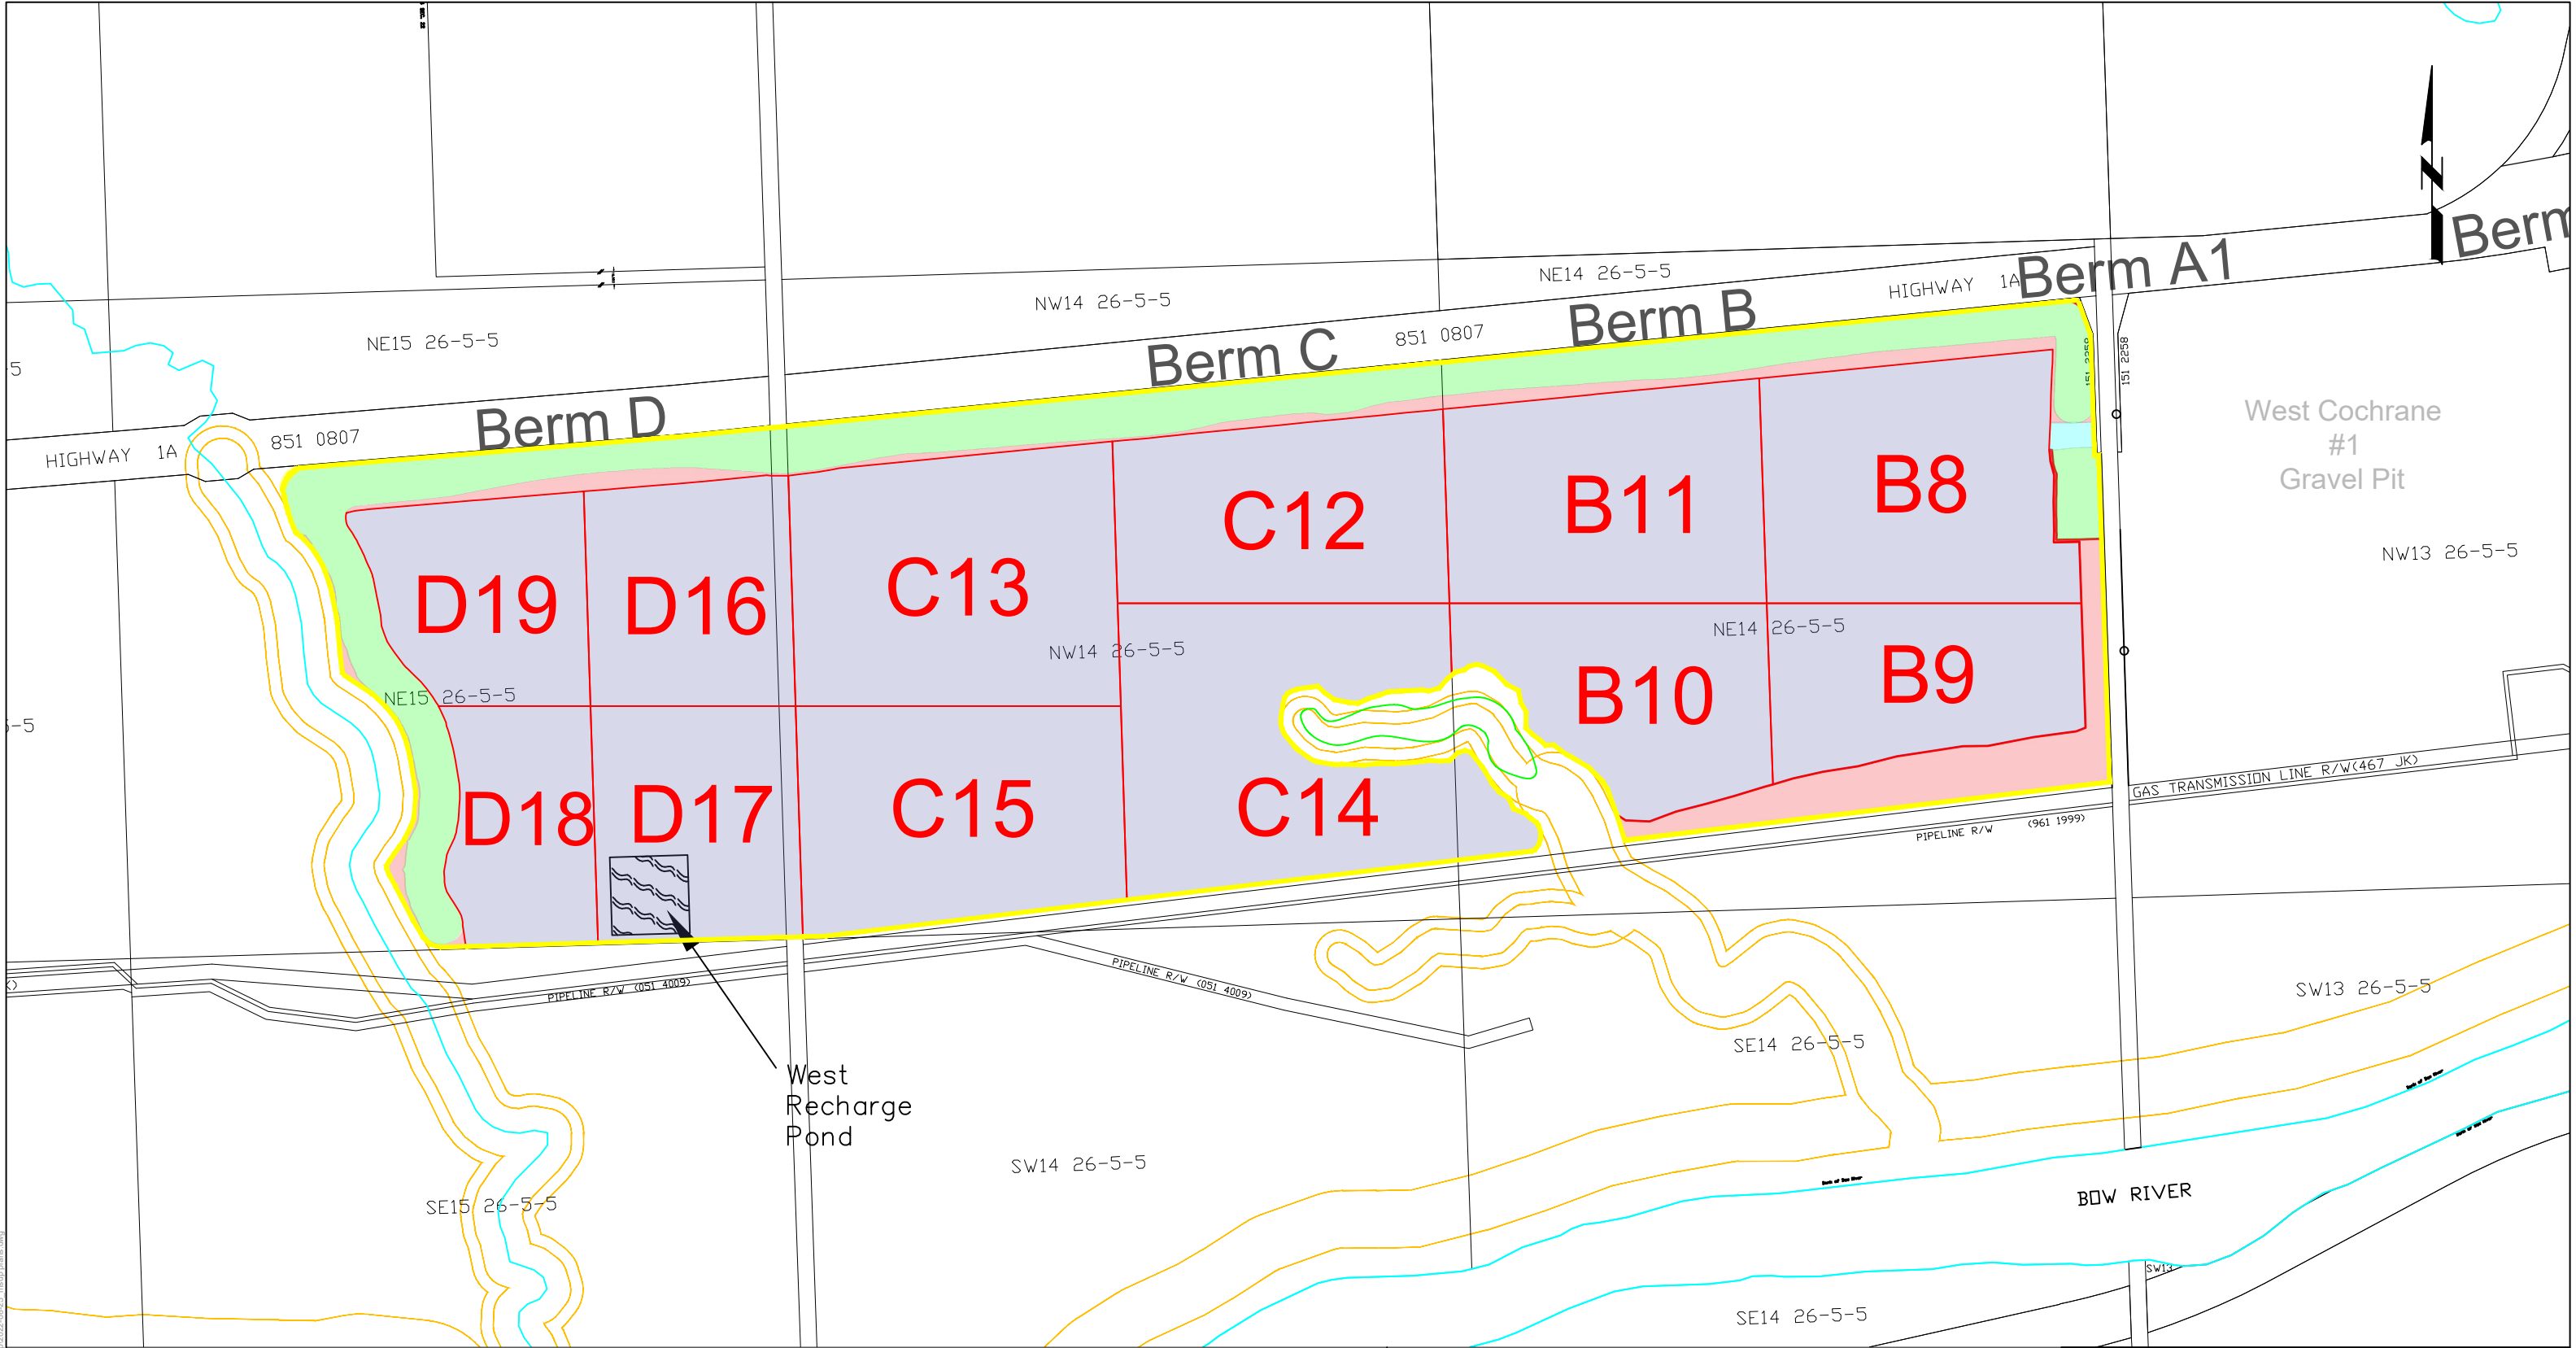 Berm
Berm A1
HIGHWAY 1A
NE14 26-5-5
NW14 26-5-5
Berm B
851 0807
Berm C
NE15 26-5-5
-5
Berm D
851 0807
HIGHWAY 1A
151 2258
151 2258
West Cochrane
#1
Gravel Pit
NW13 26-5-5
B8
B11
C12
C13
D16
D19
NE14 26-5-5
NW14 26-5-5
NE15 26-5-5
-5
B9
B10
C14
C15
D17
D18
GAS TRANSMISSION LINE R/W(467 JK)
PIPELINE R/W (961 1999)
PIPELINE R/W (051 4009)
PIPELINE R/W (051 4009)
SW13 26-5-5
SE14 26-5-5
West
Recharge
Pond
SW14 26-5-5
SE15 26-5-5
BOW RIVER
SW13
SE14 26-5-5
N